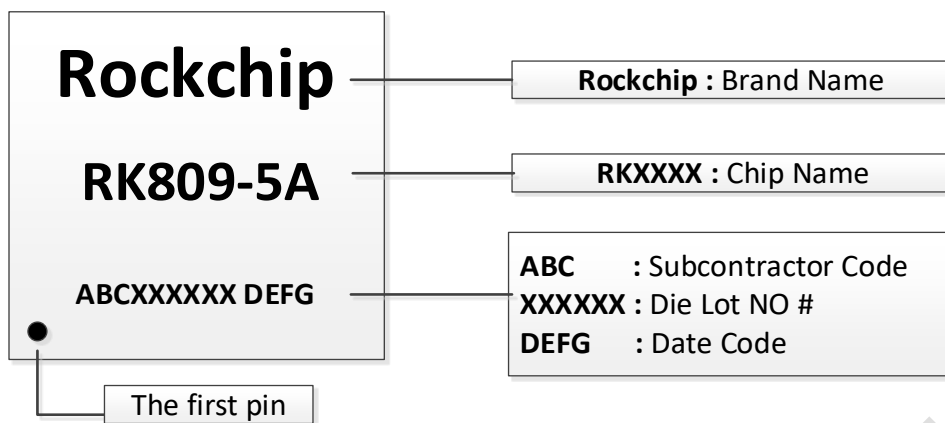 Rockchip
RK809-5A
ABCXXXXXX DEFG
The first pin
Rockchip : Brand Name
RKXXXX : Chip Name
ABC : Subcontractor Code
XXXXXX : Die Lot NO #
DEFG : Date Code